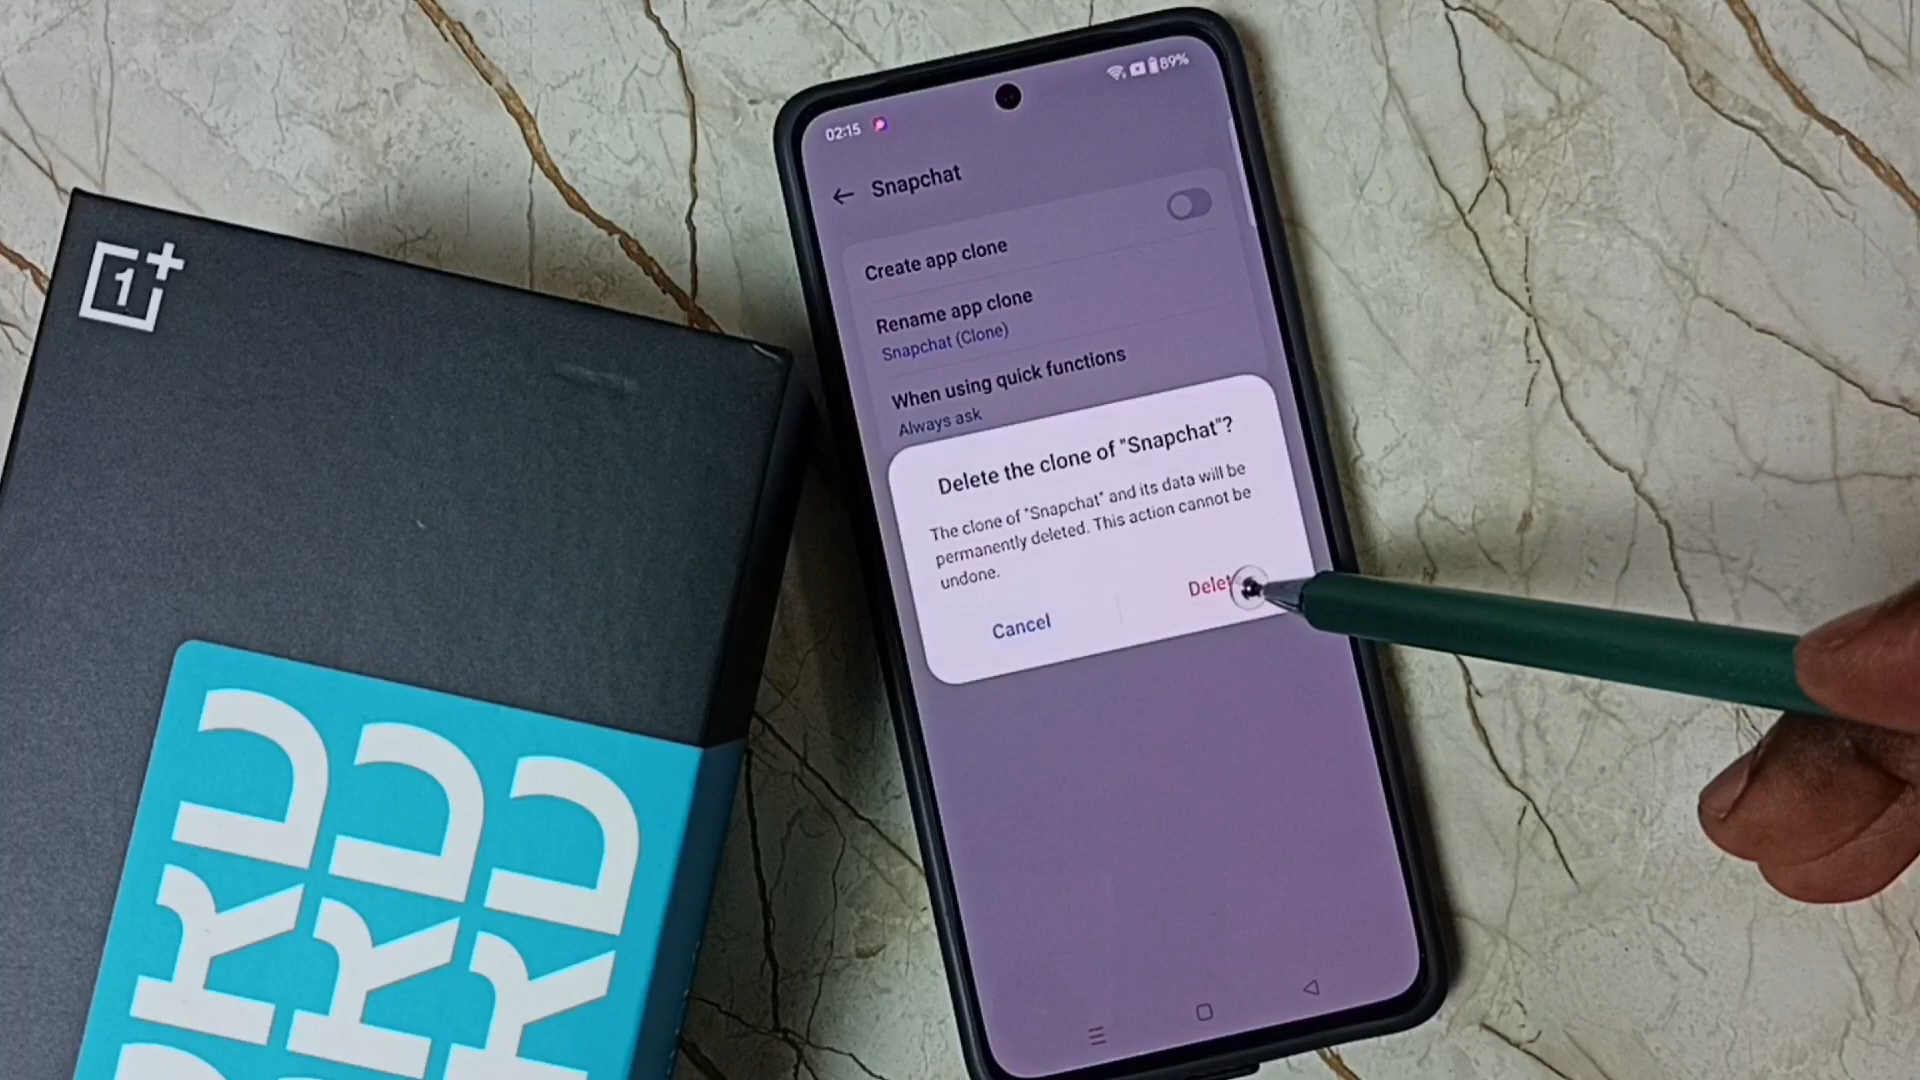 02:15
89%
Snapchat
Create app clone
Rename app clone
Snapchat (Clone)
When using quick functions
Always ask
Delete the clone of "Snapchat"?
The clone of "Snapchat" and its data will be
permanently deleted. This action cannot be
undone.
Cancel
Delet
1+